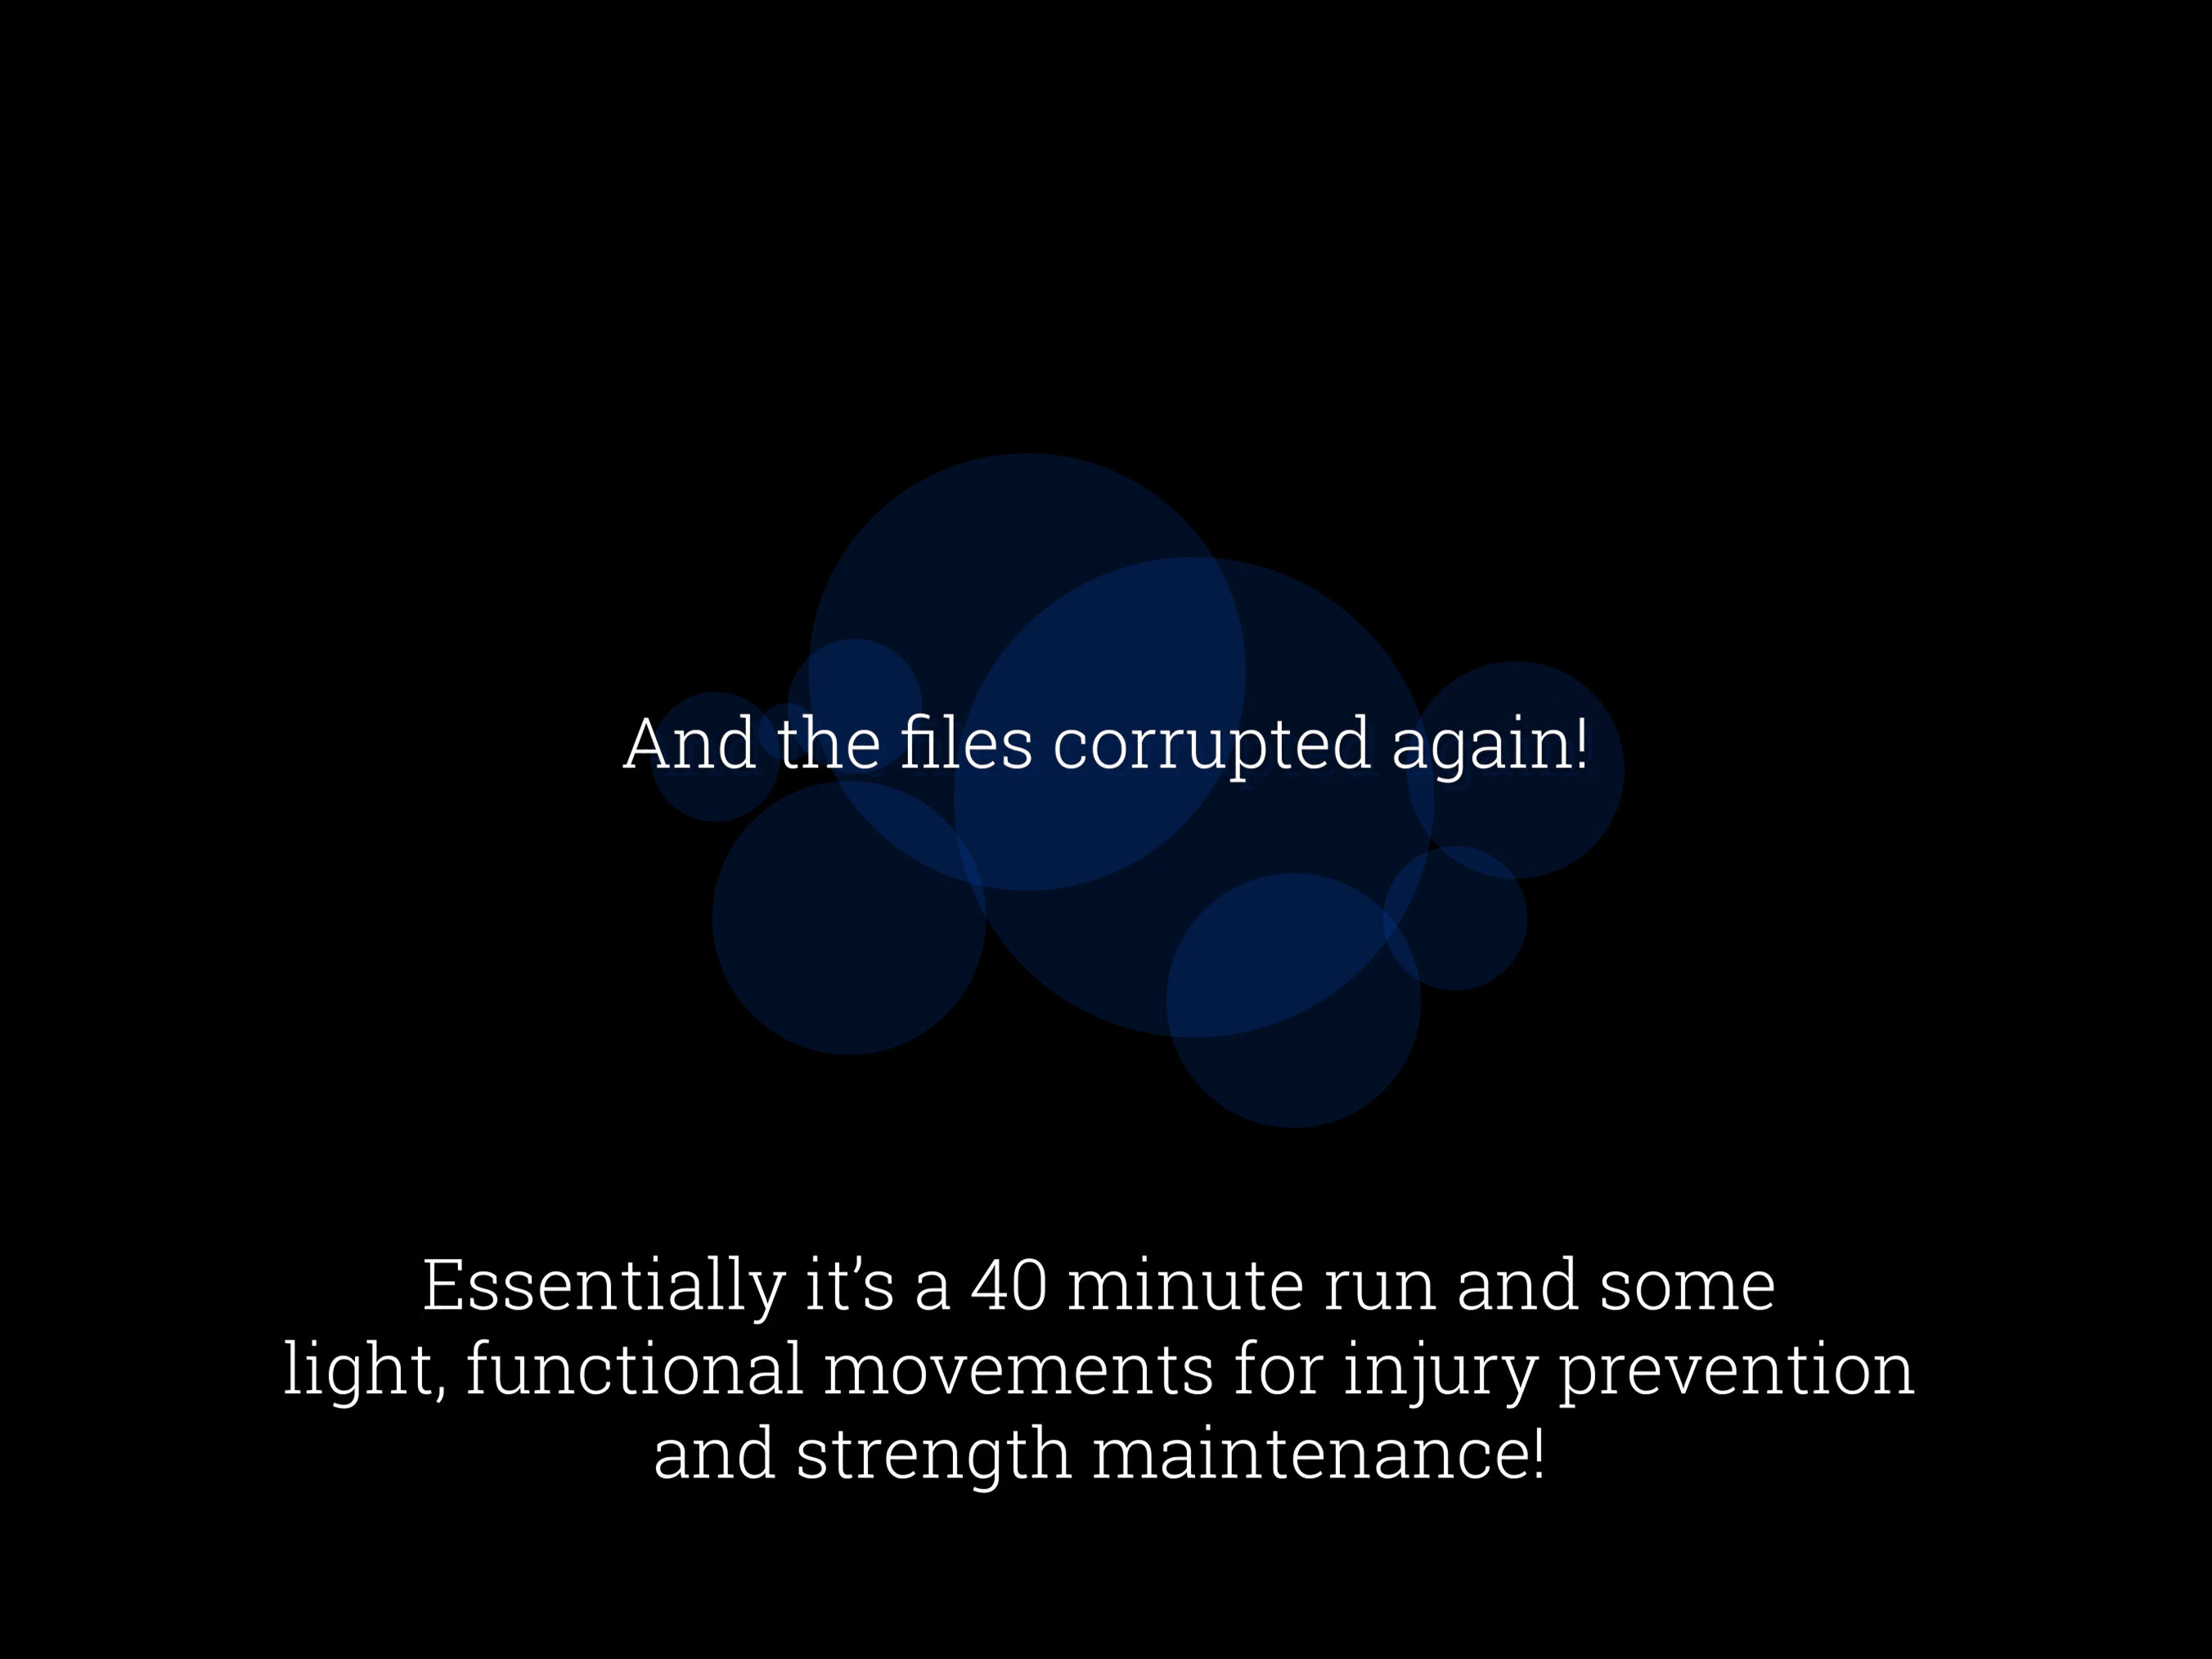 And the files corrupted again!
Essentially it’s a 40 minute run and some
light, functional movements for injury prevention
and strength maintenance!